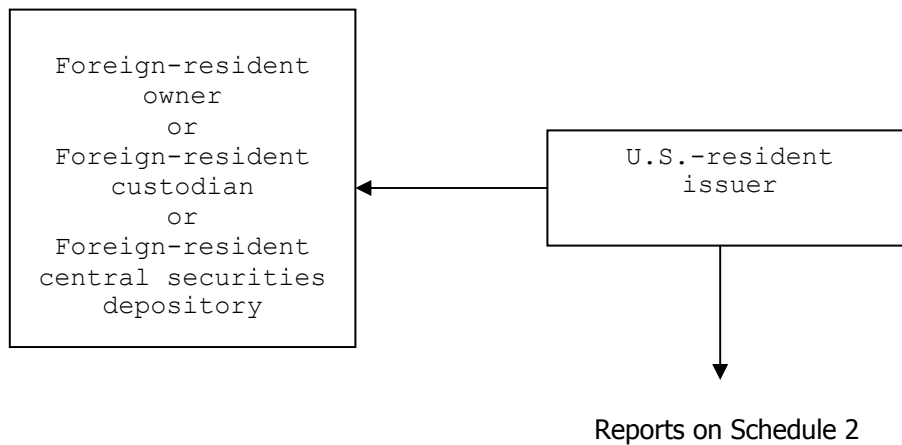 Foreign-resident
owner
or
Foreign-resident
custodian
or
Foreign-resident
central securities
depository
U.S.-resident
issuer
Reports on Schedule 2